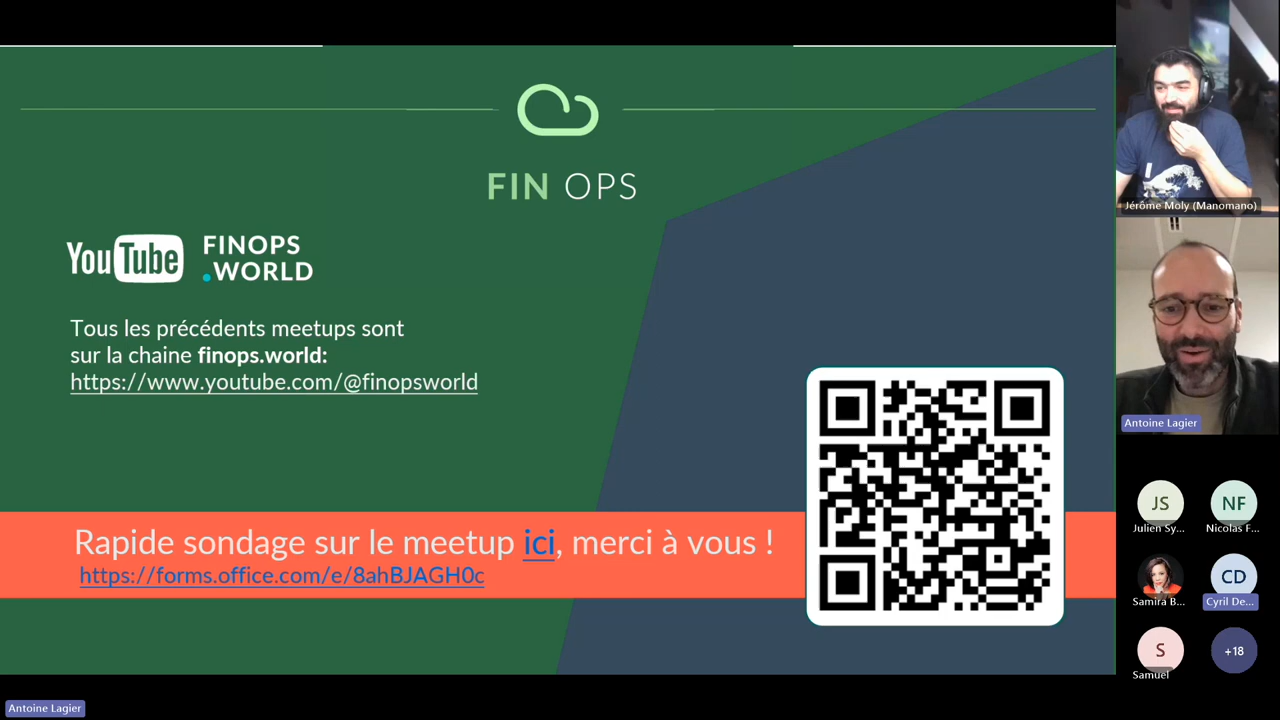 FIN OPS
YouTube FINOPS
.WORLD
Tous les précédents meetups sont
sur la chaine finops.world:
https://www.youtube.com/@finopsworld
Rapide sondage sur le meetup ici, merci à vous !
https://forms.office.com/e/8ahBJAGH0c
Jérôme Moly (Manomano)
Antoine Lagier
JS
Julien Sy...
NF
Nicolas F...
Samira B...
CD
Cyril De...
S
Samuel
+18
Antoine Lagier